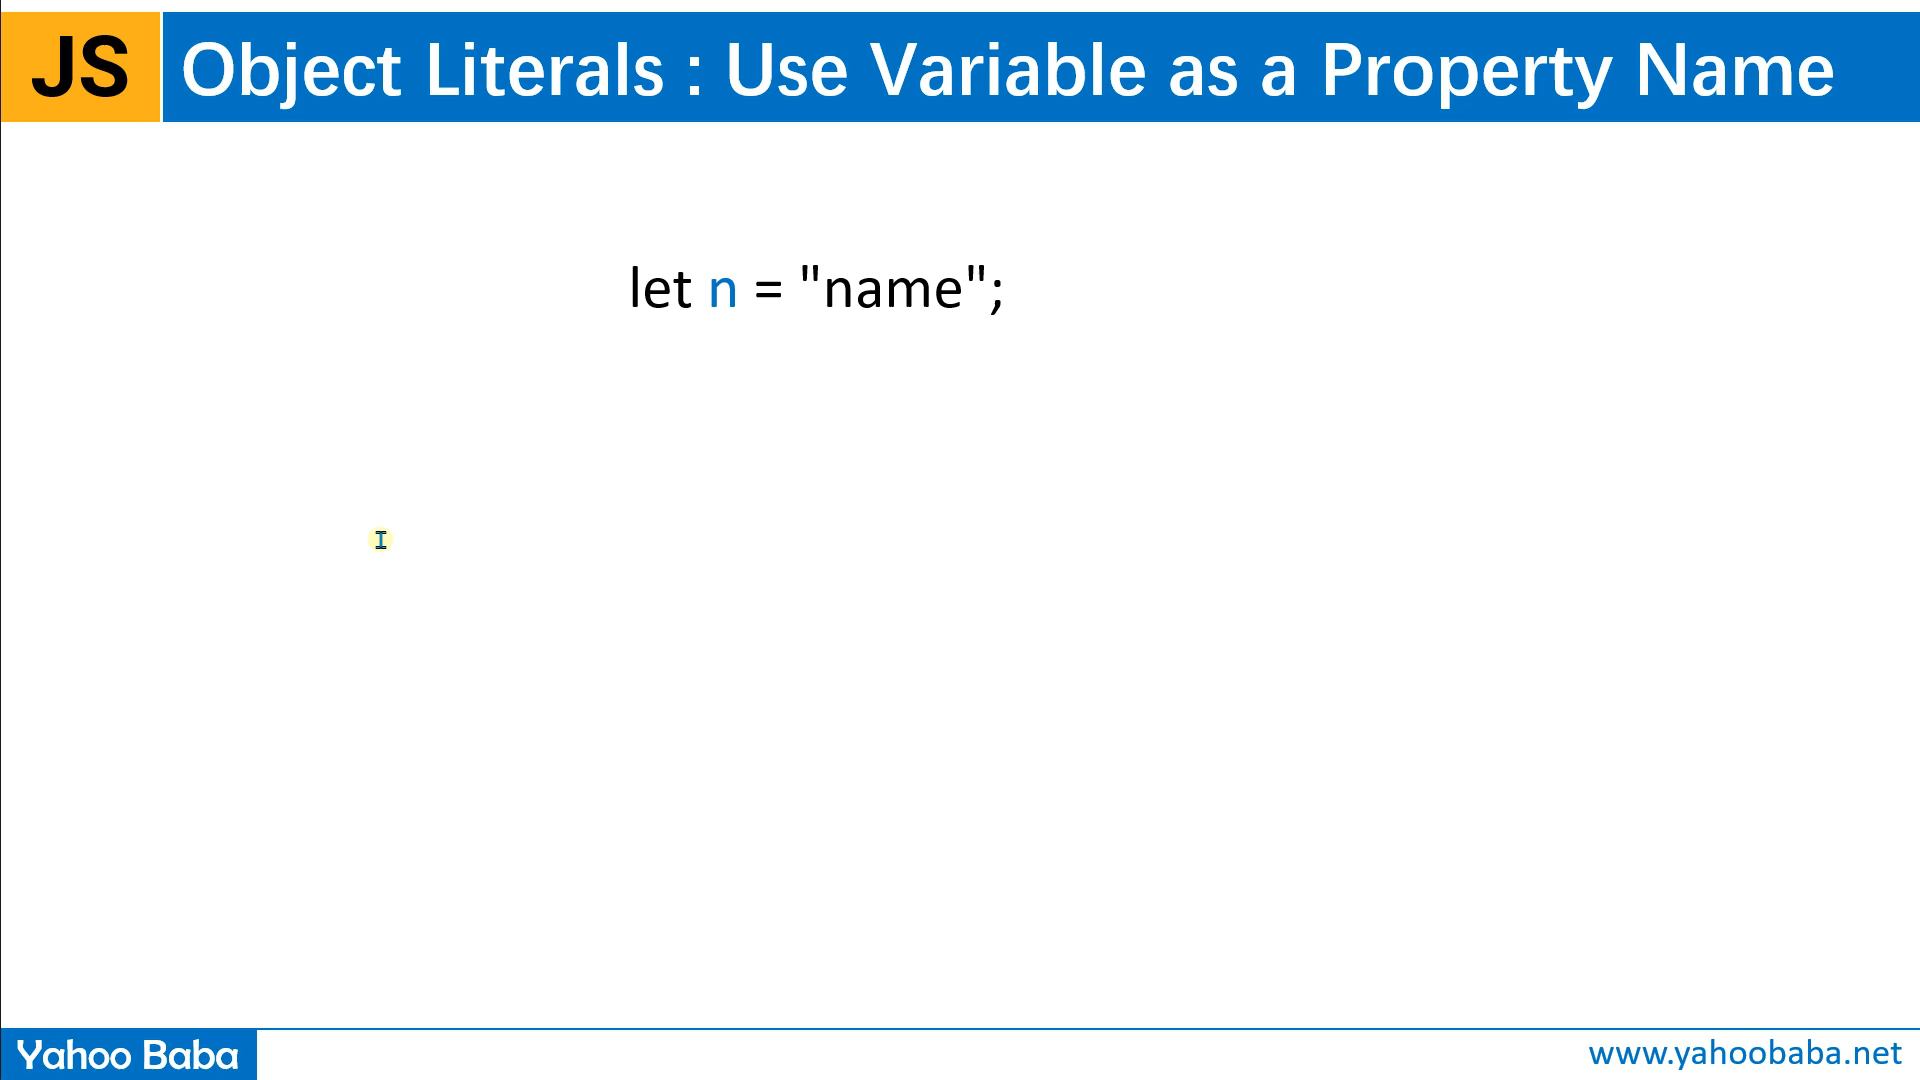 JS
Object Literals : Use Variable as a Property Name
let n = "name";
Yahoo Baba
www.yahoobaba.net